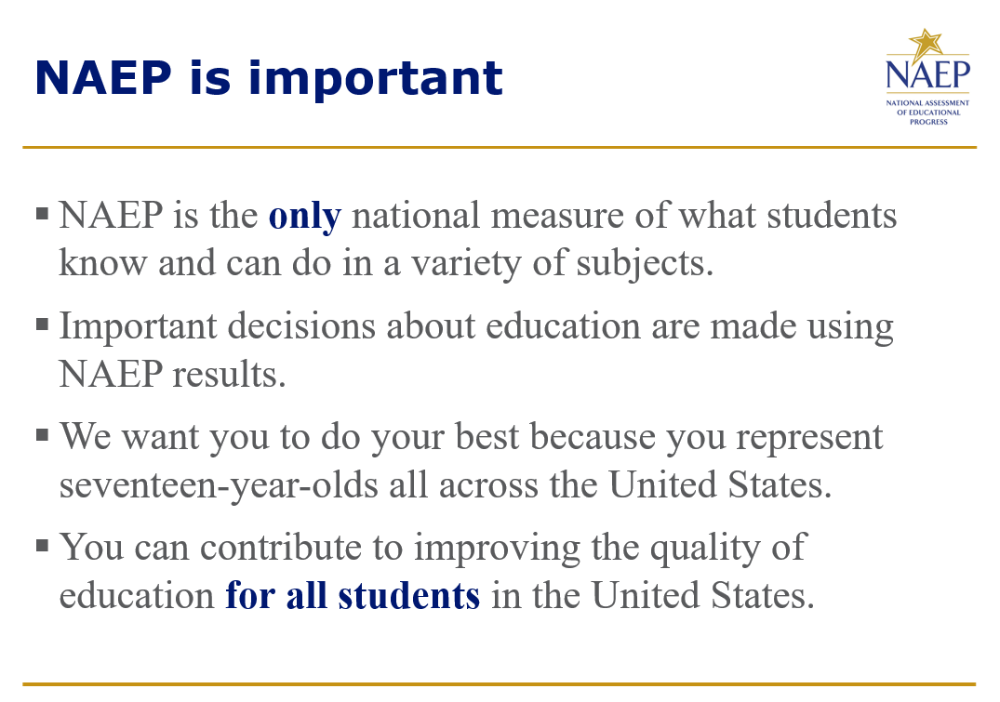 NAEP is important
NAEP
NATIONAL ASSESSMENT
OF EDUCATIONAL
PROGRESS
▪ NAEP is the only national measure of what students
know and can do in a variety of subjects.
▪ Important decisions about education are made using
NAEP results.
▪ We want you to do your best because you represent
seventeen-year-olds all across the United States.
▪ You can contribute to improving the quality of
education for all students in the United States.